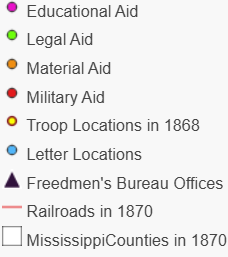 Educational Aid
Legal Aid
Material Aid
Military Aid
Troop Locations in 1868
Letter Locations
Freedmen's Bureau Offices
Railroads in 1870
MississippiCounties in 1870